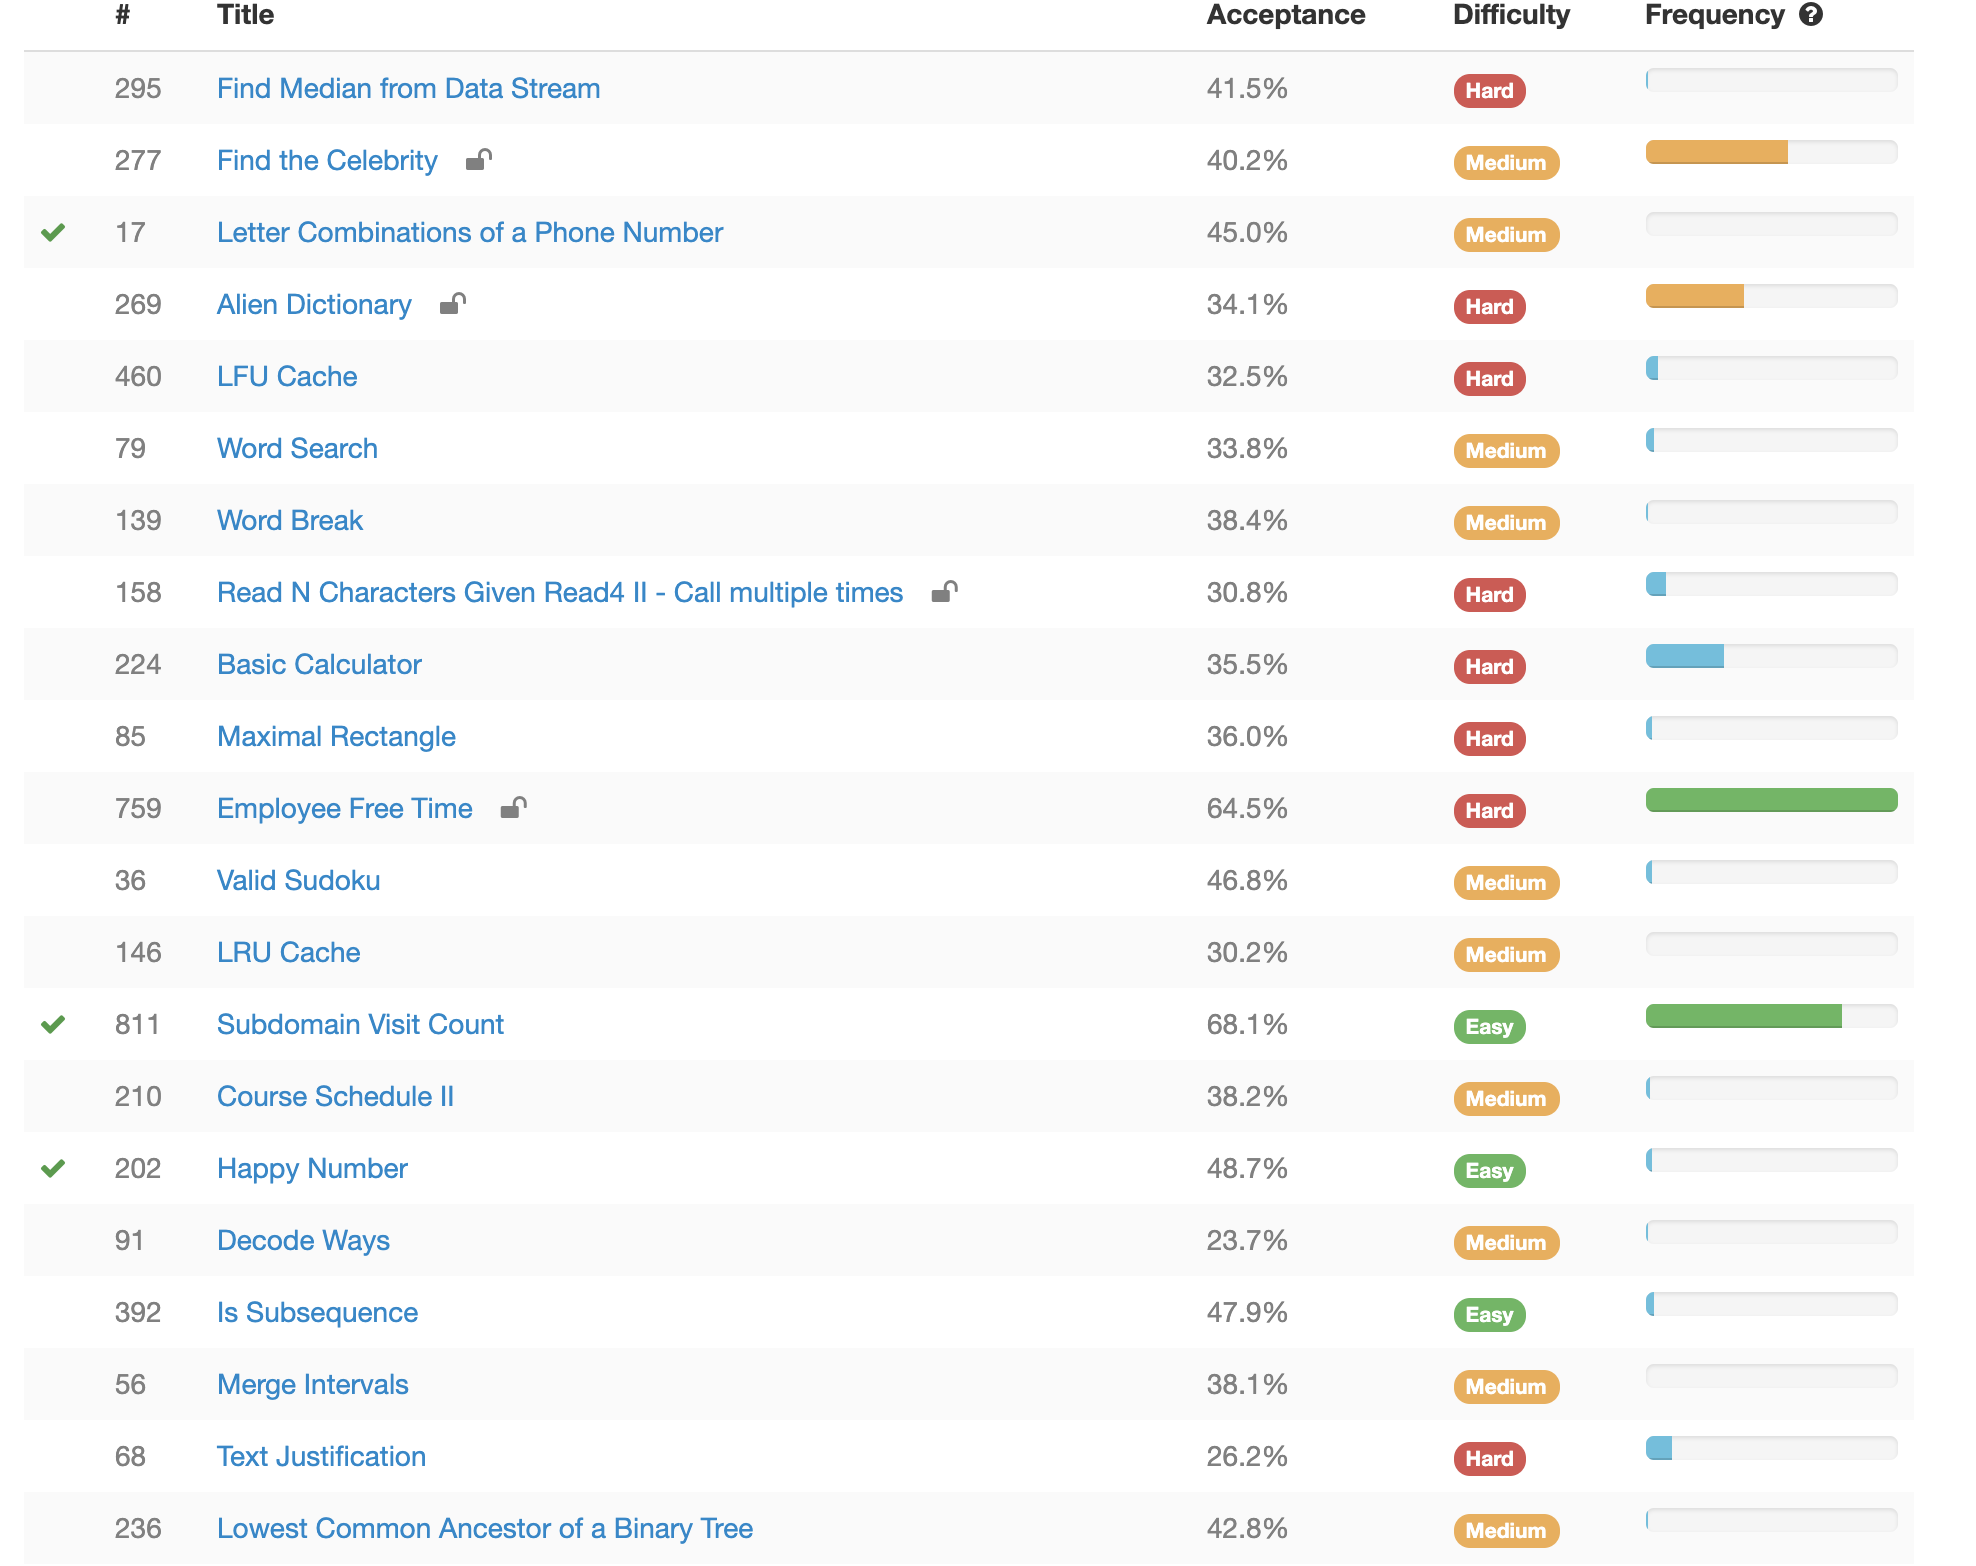 # Title Acceptance Difficulty Frequency
295 Find Median from Data Stream 41.5% Hard
277 Find the Celebrity 40.2% Medium
17 Letter Combinations of a Phone Number 45.0% Medium
269 Alien Dictionary 34.1% Hard
460 LFU Cache 32.5% Hard
79 Word Search 33.8% Medium
139 Word Break 38.4% Medium
158 Read N Characters Given Read4 II - Call multiple times 30.8% Hard
224 Basic Calculator 35.5% Hard
85 Maximal Rectangle 36.0% Hard
759 Employee Free Time 64.5% Hard
36 Valid Sudoku 46.8% Medium
146 LRU Cache 30.2% Medium
811 Subdomain Visit Count 68.1% Easy
210 Course Schedule II 38.2% Medium
202 Happy Number 48.7% Easy
91 Decode Ways 23.7% Medium
392 Is Subsequence 47.9% Easy
56 Merge Intervals 38.1% Medium
68 Text Justification 26.2% Hard
236 Lowest Common Ancestor of a Binary Tree 42.8% Medium